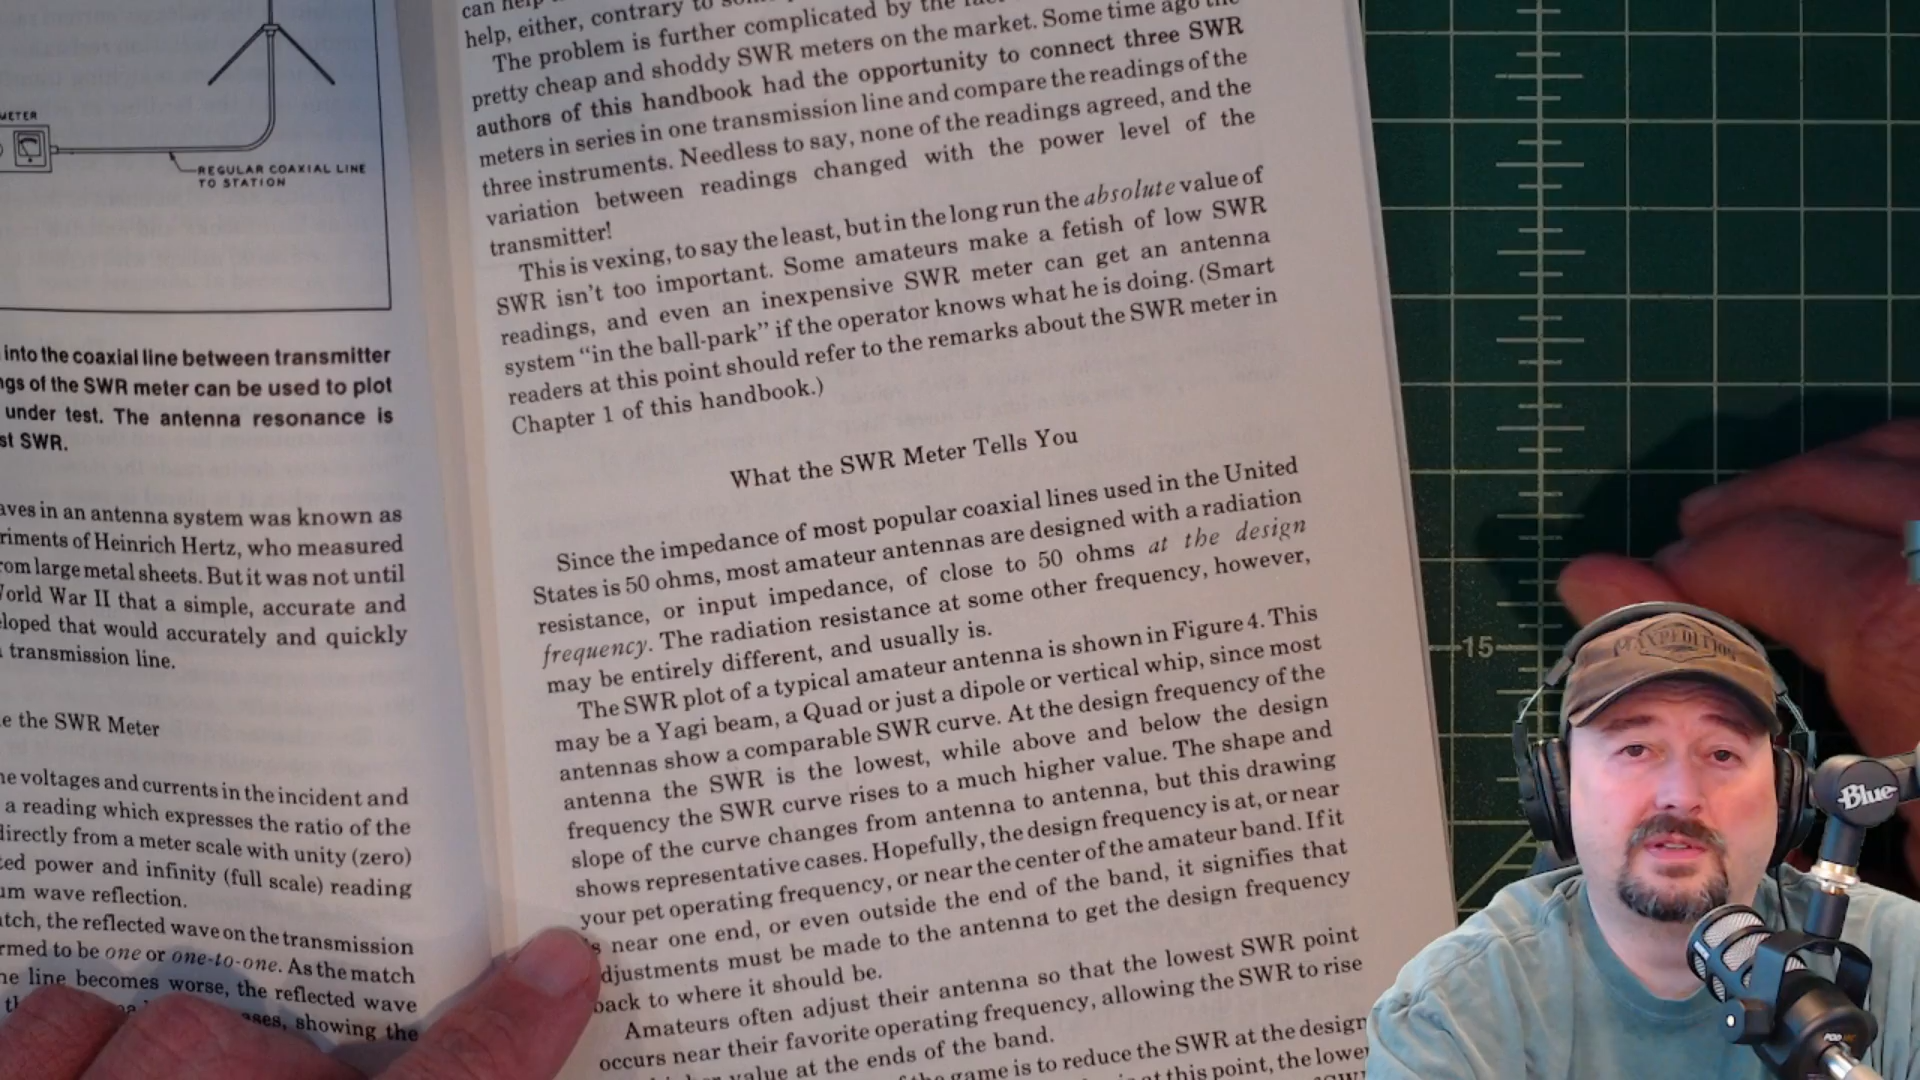 METER
REGULAR COAXIAL LINE
TO STATION
into the coaxial line between transmitter
ngs of the SWR meter can be used to plot
under test. The antenna resonance is
st SWR.
aves in an antenna system was known as
riments of Heinrich Hertz, who measured
rom large metal sheets. But it was not until
World War II that a simple, accurate and
eloped that would accurately and quickly
transmission line.
e the SWR Meter
he voltages and currents in the incident and
a reading which expresses the ratio of the
directly from a meter scale with unity (zero)
ted power and infinity (full scale) reading
um wave reflection.
atch, the reflected wave on the transmission
rmed to be one or one-to-one. As the match
he line becomes worse, the reflected wave
ases, showing the
can help
help, either, contrary to
The problem is further complicated by the
pretty cheap and shoddy SWR meters on the market. Some time ago the
authors of this handbook had the opportunity to connect three SWR
meters in series in one transmission line and compare the readings of the
three instruments. Needless to say, none of the readings agreed, and the
variation between readings changed with the power level of the
transmitter!
This is vexing, to say the least, but in the long run the absolute value of
SWR isn't too important. Some amateurs make a fetish of low SWR
readings, and even an inexpensive SWR meter can get an antenna
system "in the ball-park" if the operator knows what he is doing. (Smart
readers at this point should refer to the remarks about the SWR meter in
Chapter 1 of this handbook.)
What the SWR Meter Tells You
Since the impedance of most popular coaxial lines used in the United
States is 50 ohms, most amateur antennas are designed with a radiation
resistance, or input impedance, of close to 50 ohms at the design
frequency. The radiation resistance at some other frequency, however,
may be entirely different, and usually is.
The SWR plot of a typical amateur antenna is shown in Figure 4. This
may be a Yagi beam, a Quad or just a dipole or vertical whip, since most
antennas show a comparable SWR curve. At the design frequency of the
antenna the SWR is the lowest, while above and below the design
frequency the SWR curve rises to a much higher value. The shape and
slope of the curve changes from antenna to antenna, but this drawing
shows representative cases. Hopefully, the design frequency is at, or near
your pet operating frequency, or near the center of the amateur band. If it
is near one end, or even outside the end of the band, it signifies that
djustments must be made to the antenna to get the design frequency
back to where it should be.
Amateurs often adjust their antenna so that the lowest SWR point
occurs near their favorite operating frequency, allowing the SWR to rise
value at the ends of the band.
game is to reduce the SWR at the design
at this point, the lower
15
EXPEDITION
Blue